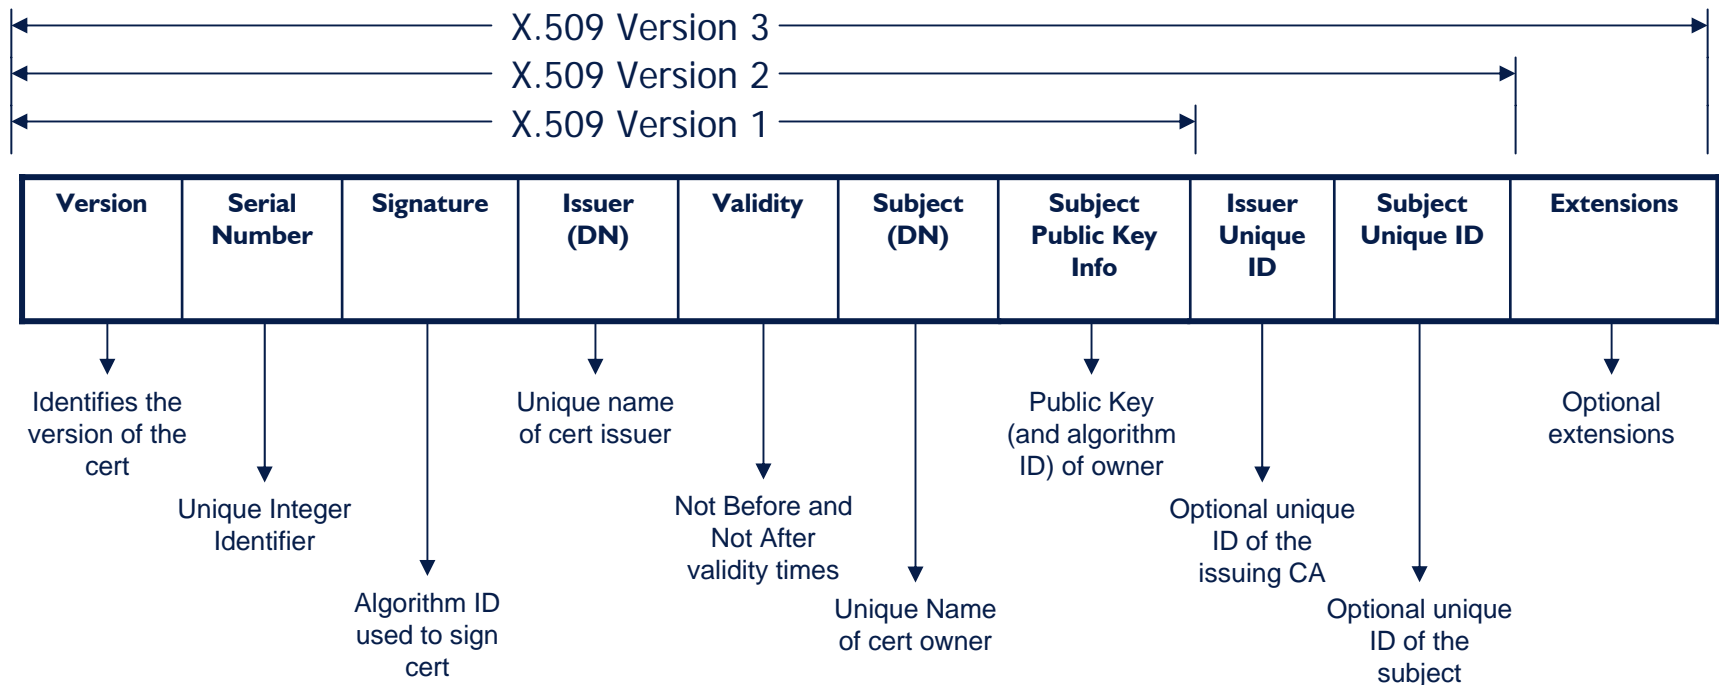 X.509 Version 3
X.509 Version 2
X.509 Version 1
Version
Serial
Number
Signature
Issuer
(DN)
Validity
Subject
(DN)
Subject
Public Key
Info
Issuer
Unique
ID
Subject
Unique ID
Extensions
Identifies the
version of the
cert
Unique Integer
Identifier
Algorithm ID
used to sign
cert
Unique name
of cert issuer
Not Before and
Not After
validity times
Unique Name
of cert owner
Public Key
(and algorithm
ID) of owner
Optional unique
ID of the
issuing CA
Optional unique
ID of the
subject
Optional
extensions